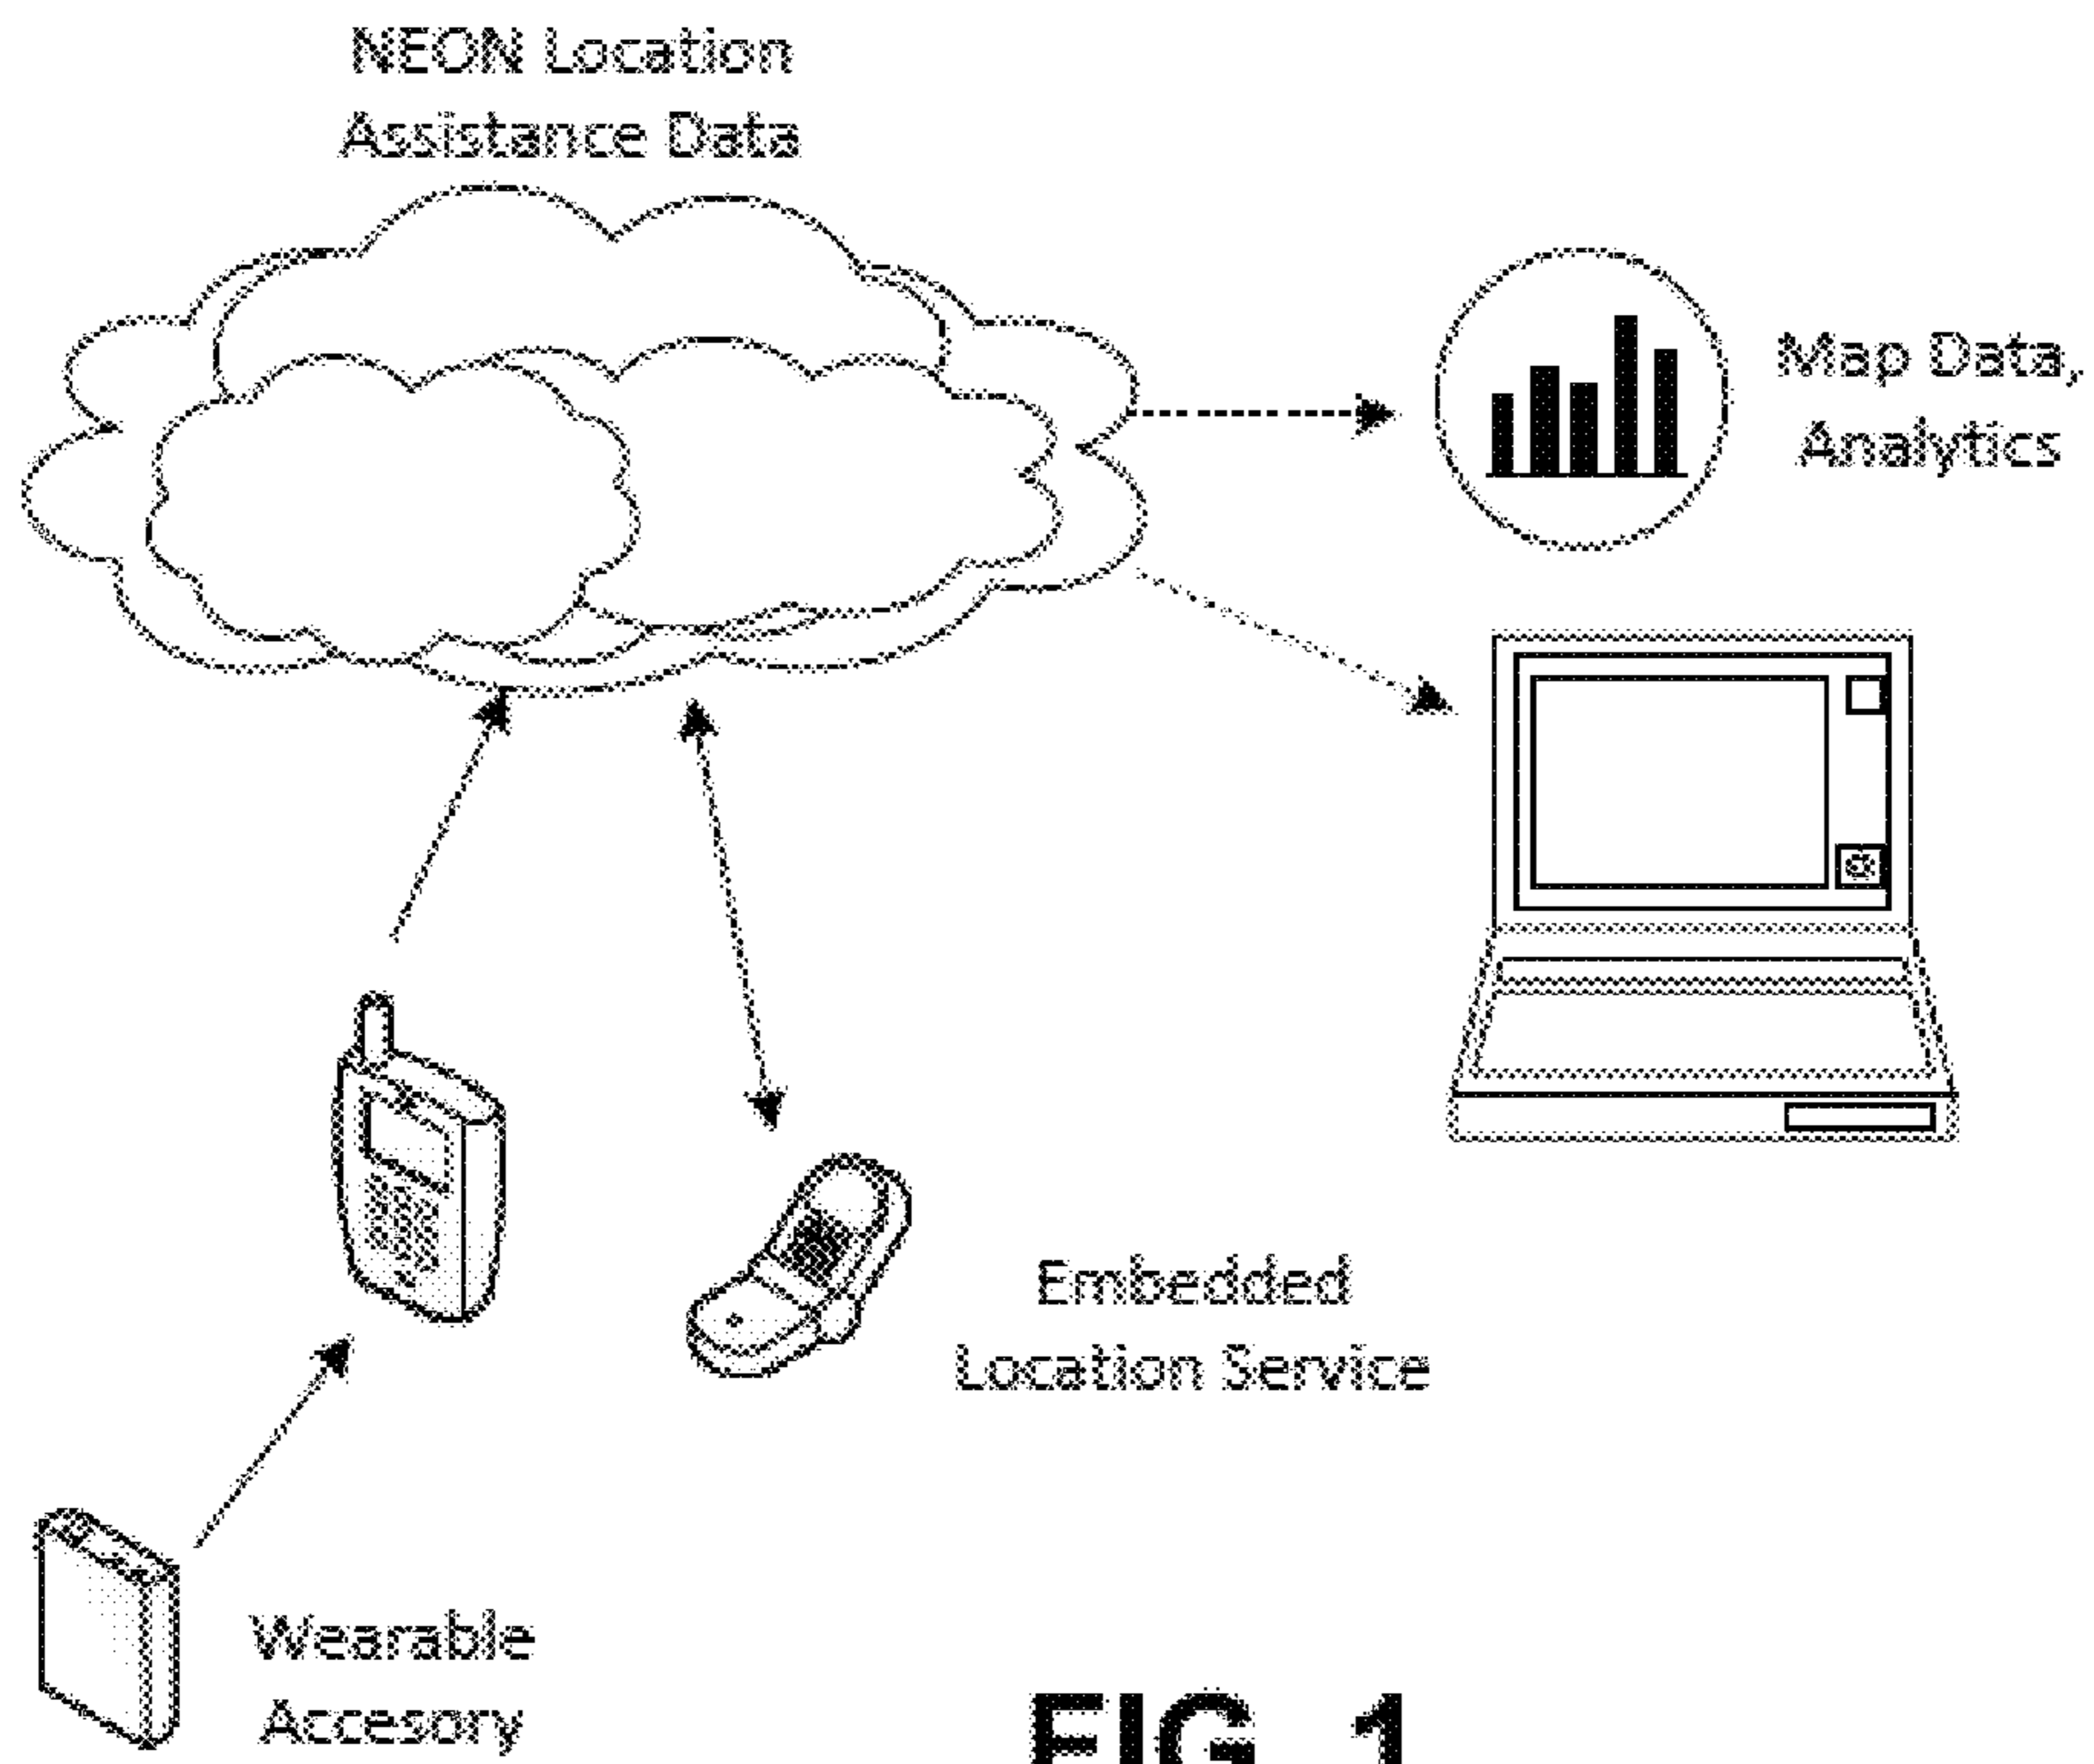 NEON Location
Assistance Data
Map Data,
Analytics
Embedded
Location Service
Wearable
Accesory
FIG. 1